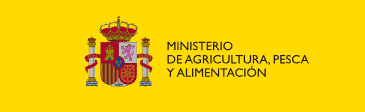 MINISTERIO
DE AGRICULTURA, PESCA
Y ALIMENTACIÓN